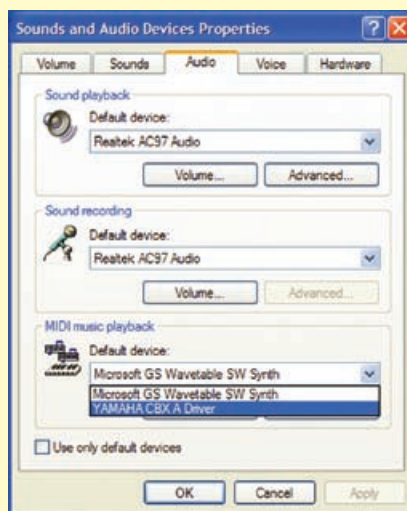 Sounds and Audio Devices Properties
Volume Sounds Audio Voice Hardware
Sound playback
Default device:
Realtek AC97 Audio
Volume... Advanced...
Sound recording
Default device:
Realtek AC97 Audio
Volume... Advanced...
MIDI music playback
Default device:
Microsoft GS Wavetable SW Synth
Microsoft GS Wavetable SW Synth
YAMAHA CBX A Driver
Use only default devices
OK Cancel Apply